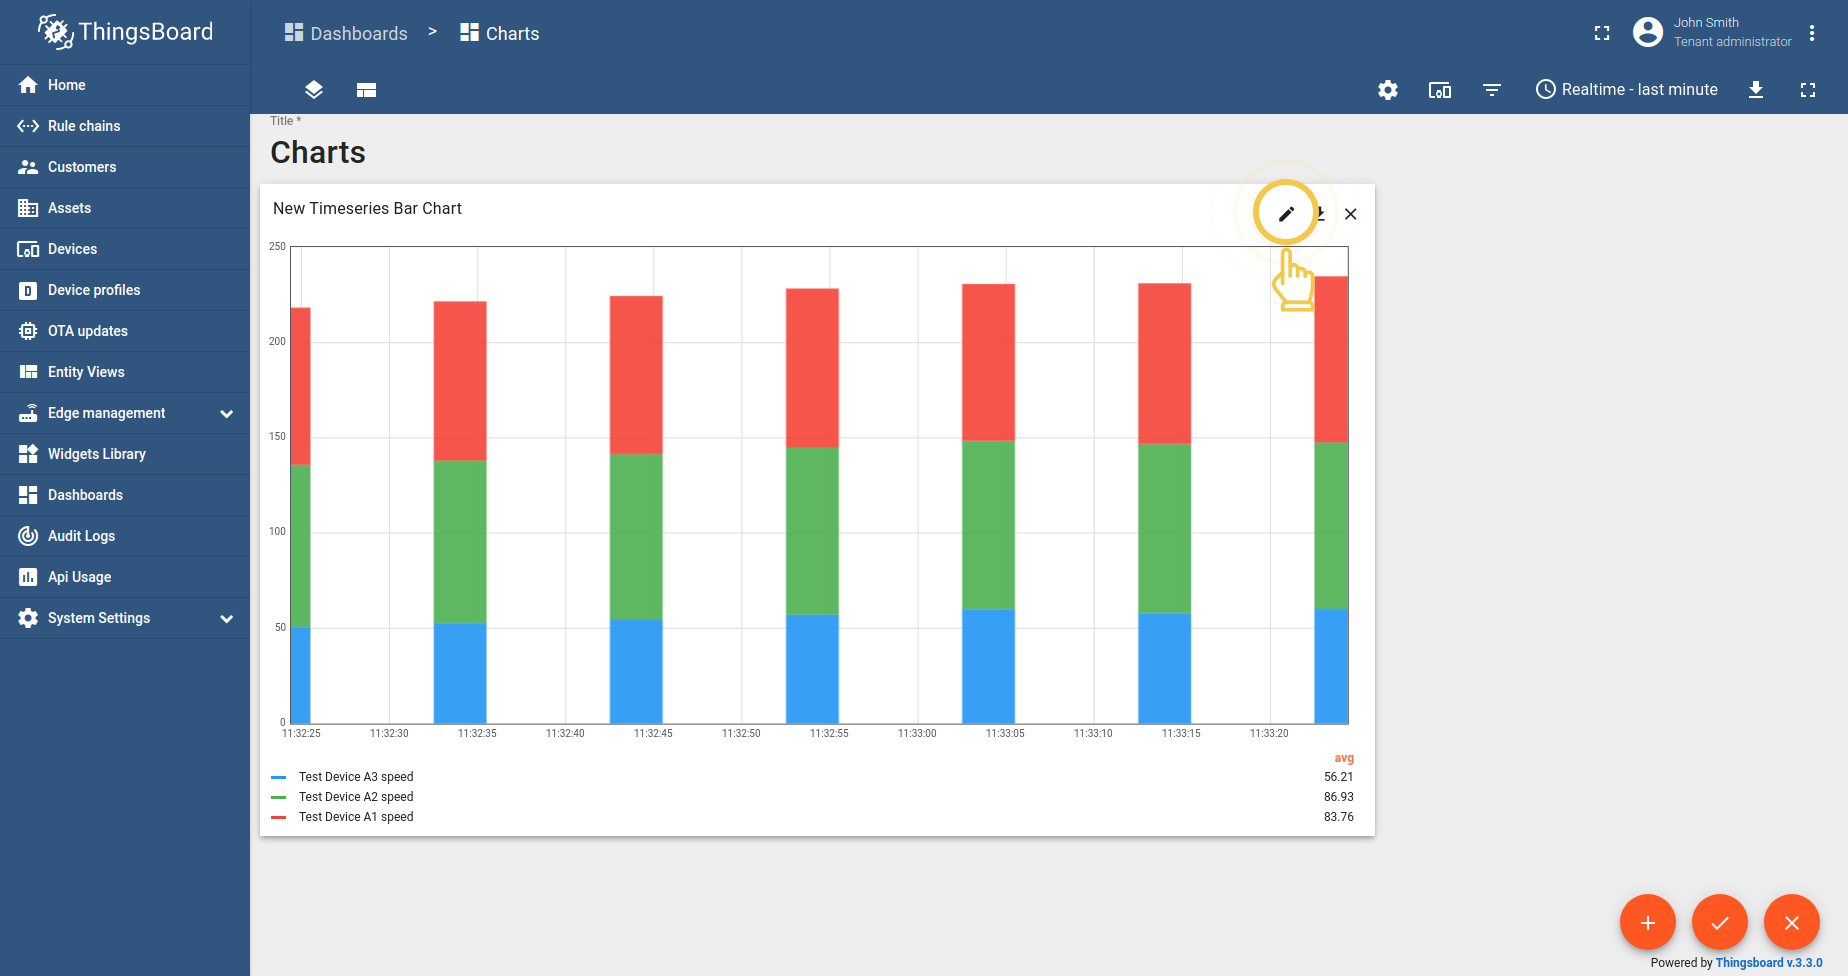 ThingsBoard
Dashboards > Charts
John Smith
Tenant administrator
Home
Rule chains
Customers
Assets
Devices
Device profiles
OTA updates
Entity Views
Edge management
Widgets Library
Dashboards
Audit Logs
Api Usage
System Settings
Realtime - last minute
Title *
Charts
New Timeseries Bar Chart
250
200
150
100
50
0
11:32:25 11:32:30 11:32:35 11:32:40 11:32:45 11:32:50 11:32:55 11:33:00 11:33:05 11:33:10 11:33:15 11:33:20
avg
Test Device A3 speed 56.21
Test Device A2 speed 86.93
Test Device A1 speed 83.76
Powered by Thingsboard v.3.3.0